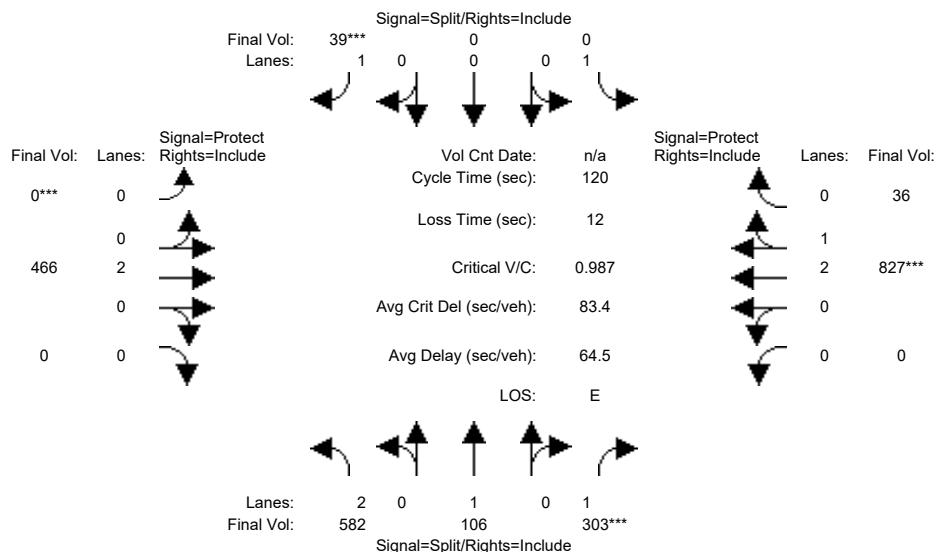 Signal=Split/Rights=Include
Final Vol: 39*** 0 0
Lanes: 1 0 0 0 1
Signal=Protect Signal=Protect
Final Vol: Lanes: Rights=Include Vol Cnt Date: n/a Rights=Include Lanes: Final Vol:
Cycle Time (sec): 120
0*** 0 0 36
Loss Time (sec): 12
0 1
466 2 Critical V/C: 0.987 2 827***
0 Avg Crit Del (sec/veh): 83.4 0
0 0 Avg Delay (sec/veh): 64.5 0 0
LOS: E
Lanes: 2 0 1 0 1
Final Vol: 582 106 303***
Signal=Split/Rights=Include